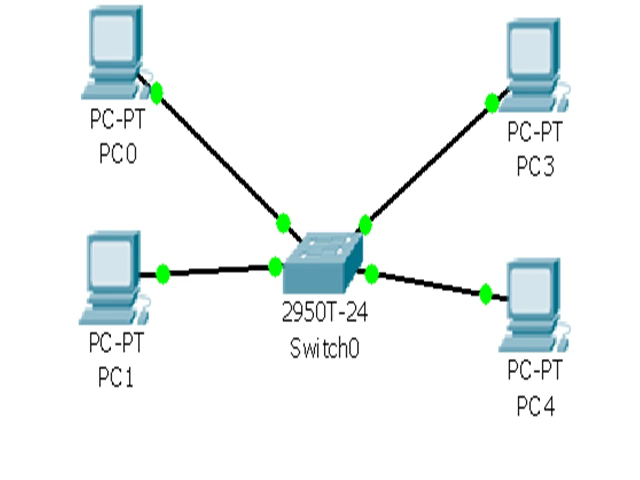 PC-PT
PC0
PC-PT
PC3
2950T-24
Switch0
PC-PT
PC1
PC-PT
PC4